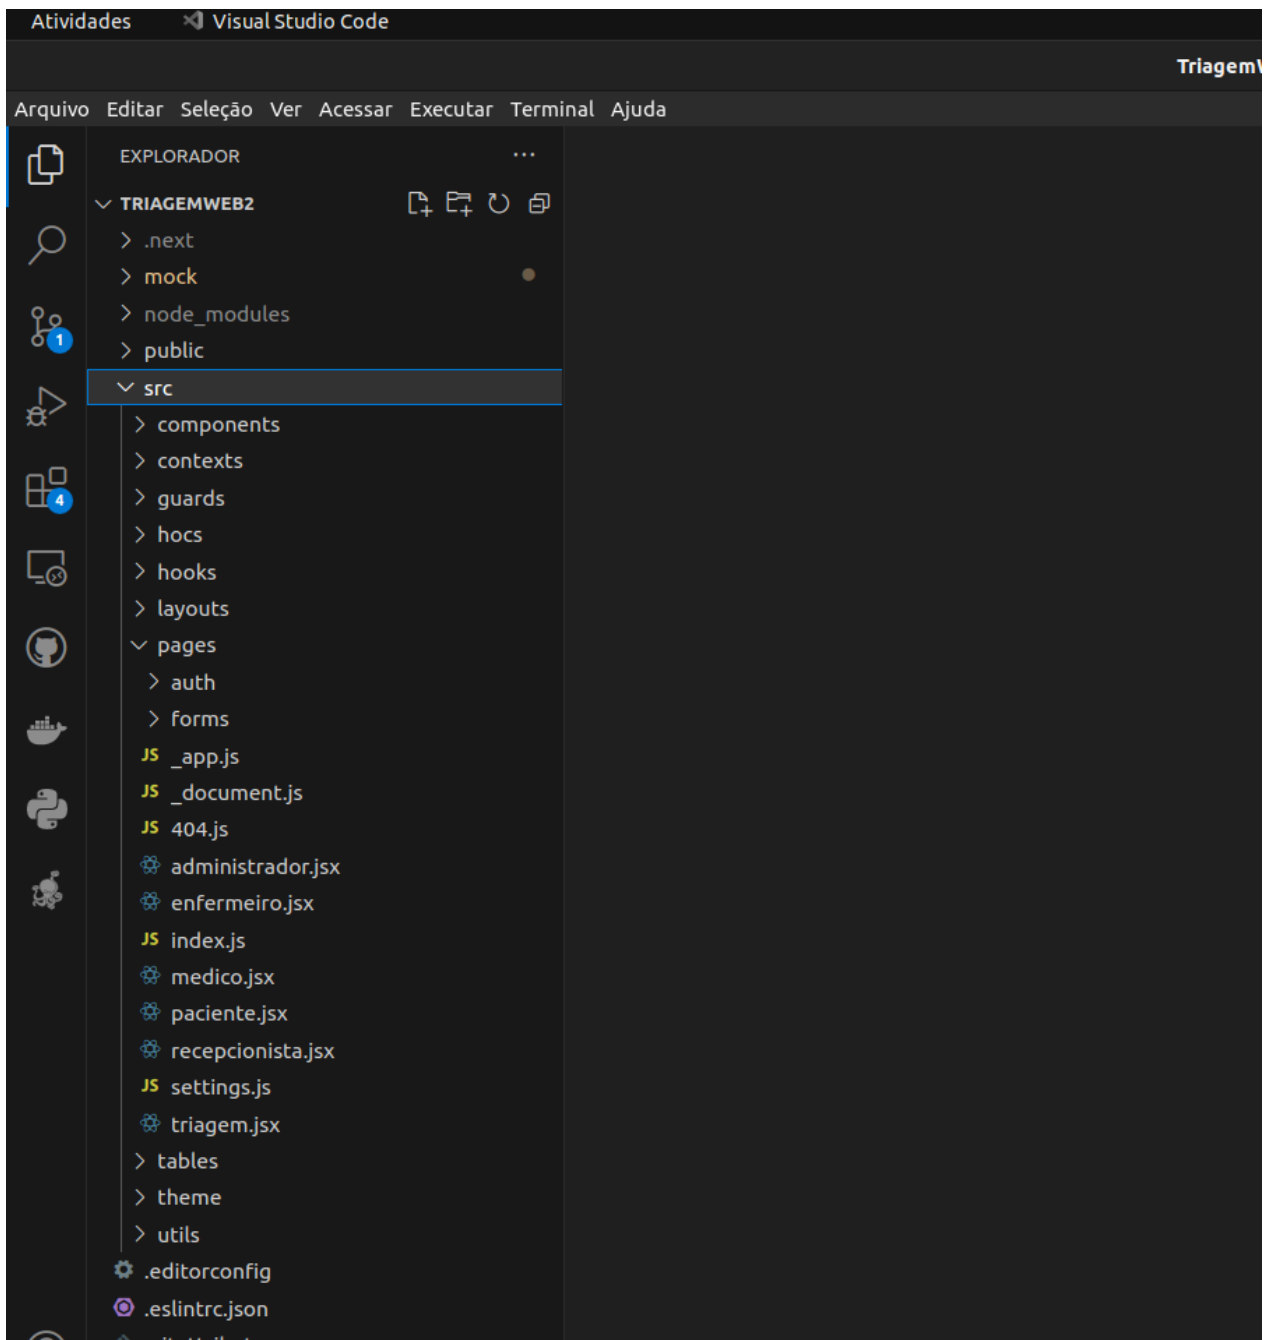 Atividades Visual Studio Code
TriagemW
Arquivo Editar Seleção Ver Acessar Executar Terminal Ajuda
EXPLORADOR ...
TRIAGEMWEB2
.next
mock
node_modules
1
public
src
components
contexts
4
guards
hocs
hooks
layouts
pages
auth
forms
JS _app.js
JS _document.js
JS 404.js
administrador.jsx
enfermeiro.jsx
JS index.js
medico.jsx
paciente.jsx
recepcionista.jsx
JS settings.js
triagem.jsx
tables
theme
utils
.editorconfig
.eslintrc.json